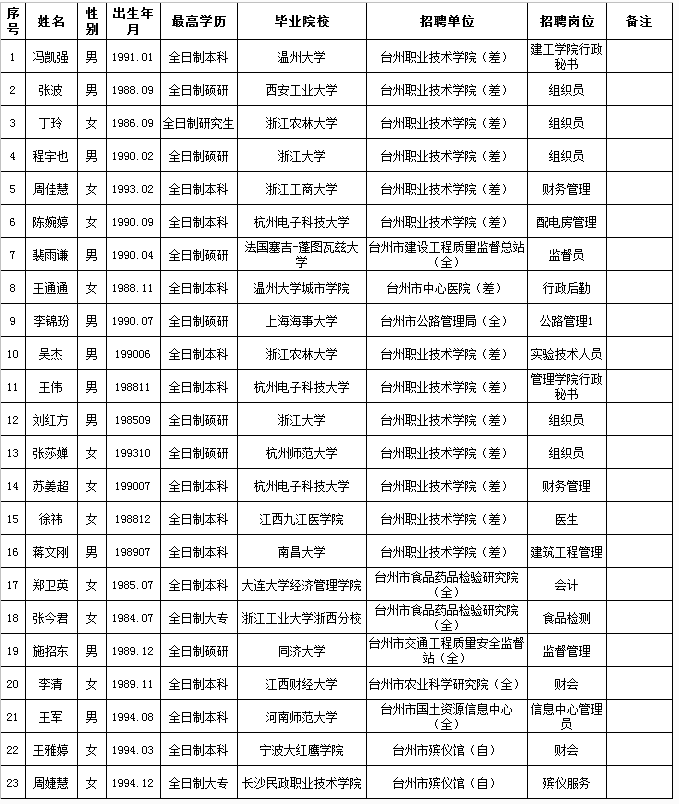 序号 姓名 性别 出生年月 最高学历 毕业院校 招聘单位 招聘岗位 备注
1 冯凯强 男 1991.01 全日制本科 温州大学 台州职业技术学院（差） 建工学院行政秘书
2 张波 男 1988.09 全日制硕研 西安工业大学 台州职业技术学院（差） 组织员
3 丁玲 女 1986.09 全日制研究生 浙江农林大学 台州职业技术学院（差） 组织员
4 程宇也 男 1990.02 全日制硕研 浙江大学 台州职业技术学院（差） 组织员
5 周佳慧 女 1993.02 全日制本科 浙江工商大学 台州职业技术学院（差） 财务管理
6 陈婉婷 女 1990.09 全日制本科 杭州电子科技大学 台州职业技术学院（差） 配电房管理
7 裴雨谦 男 1990.04 全日制硕研 法国塞吉-蓬图瓦兹大学 台州市建设工程质量监督总站（全） 监督员
8 王通通 女 1988.11 全日制本科 温州大学城市学院 台州市中心医院（差） 行政后勤
9 李锦玢 男 1990.07 全日制硕研 上海海事大学 台州市公路管理局（全） 公路管理1
10 吴杰 男 199006 全日制本科 浙江农林大学 台州职业技术学院（差） 实验技术人员
11 王伟 男 198811 全日制本科 杭州电子科技大学 台州职业技术学院（差） 管理学院行政秘书
12 刘红方 男 198509 全日制硕研 浙江大学 台州职业技术学院（差） 组织员
13 张莎婵 女 199310 全日制硕研 杭州师范大学 台州职业技术学院（差） 组织员
14 苏姜超 女 199007 全日制本科 杭州电子科技大学 台州职业技术学院（差） 财务管理
15 徐祎 女 198812 全日制本科 江西九江医学院 台州职业技术学院（差） 医生
16 蒋文刚 男 198907 全日制本科 南昌大学 台州职业技术学院（差） 建筑工程管理
17 郑卫英 女 1985.07 全日制本科 大连大学经济管理学院 台州市食品药品检验研究院（全） 会计
18 张今君 女 1984.07 全日制大专 浙江工业大学浙西分校 台州市食品药品检验研究院（全） 食品检测
19 施招东 男 1989.12 全日制硕研 同济大学 台州市交通工程质量安全监督站（全） 监督管理
20 李清 女 1989.11 全日制本科 江西财经大学 台州市农业科学研究院（全） 财会
21 王军 男 1994.08 全日制本科 河南师范大学 台州市国土资源信息中心（全） 信息中心管理员
22 王雅婷 女 1994.03 全日制本科 宁波大红鹰学院 台州市殡仪馆（自） 财会
23 周婕慧 女 1994.12 全日制大专 长沙民政职业技术学院 台州市殡仪馆（自） 殡仪服务